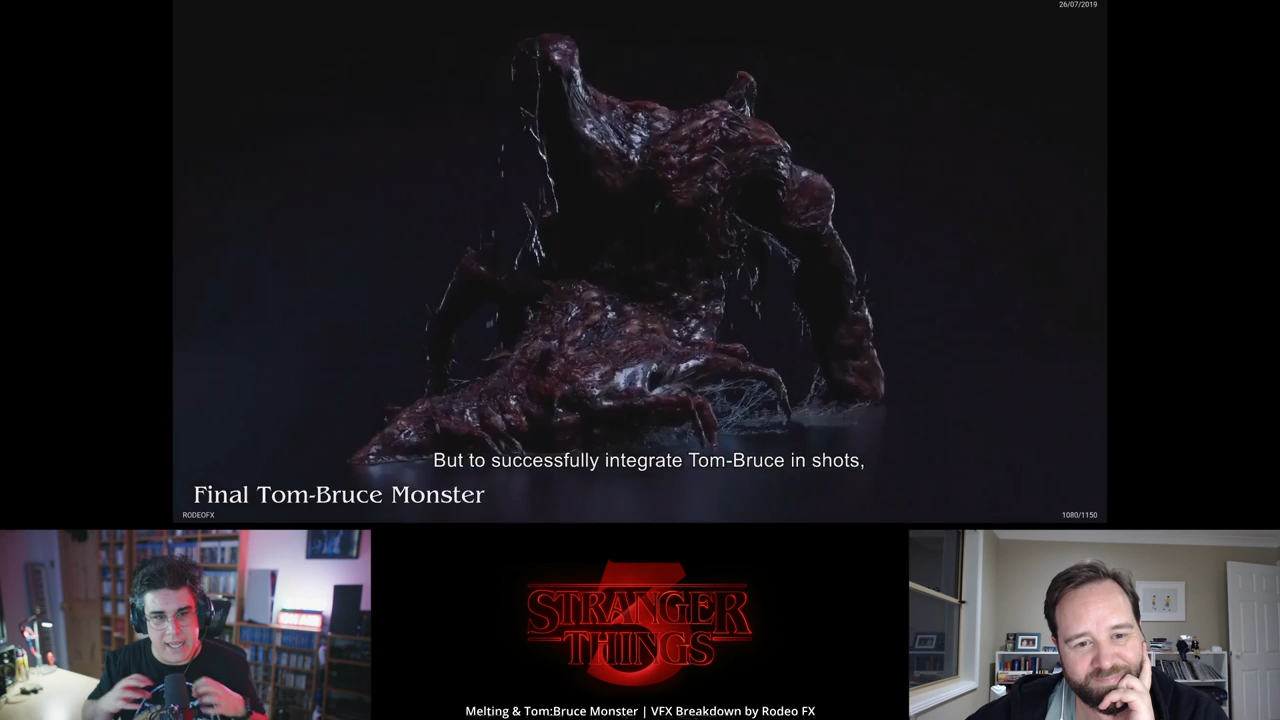 26/07/2019
But to successfully integrate Tom-Bruce in shots,
Final Tom-Bruce Monster
RODEOFX
1080/1150
STRANGER
THINGS
3
Melting & Tom:Bruce Monster | VFX Breakdown by Rodeo FX